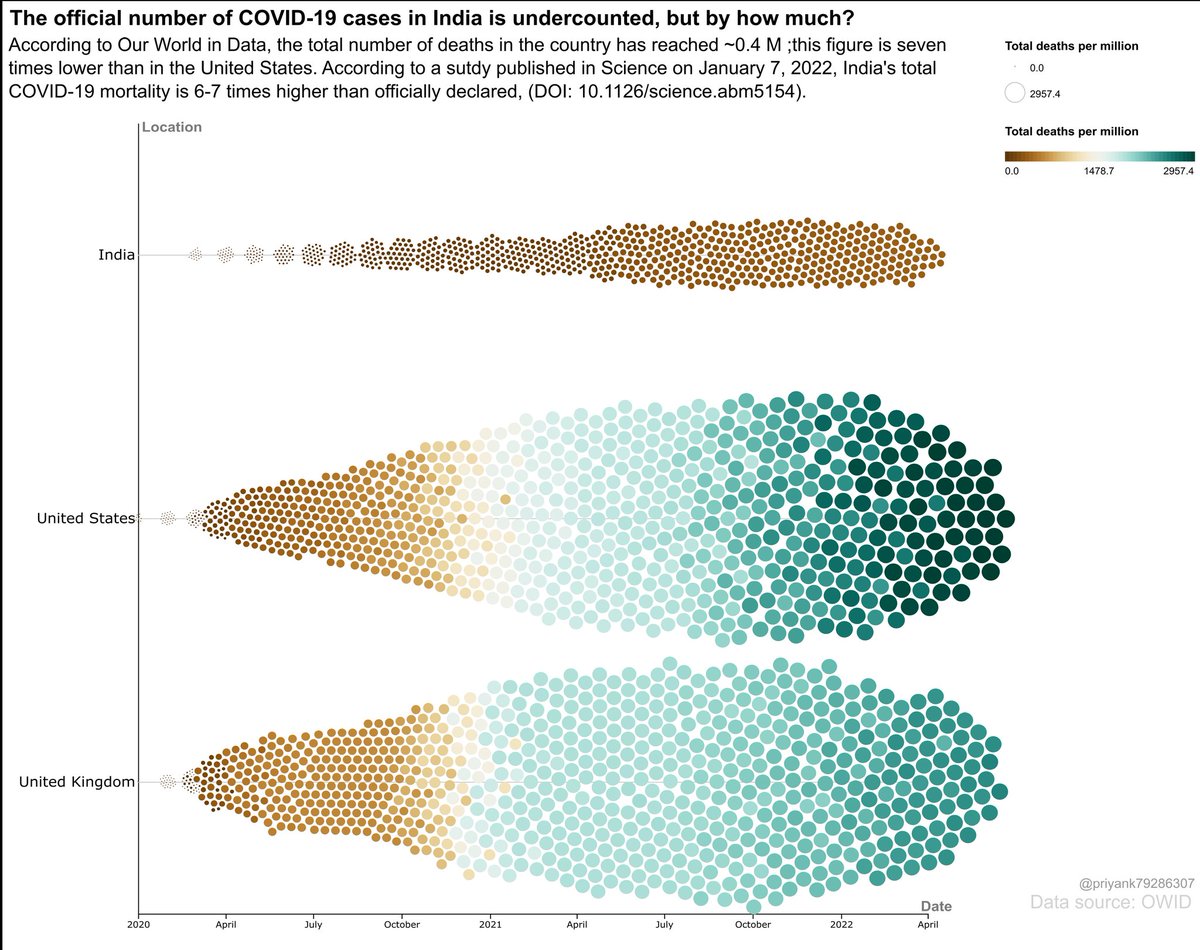 The official number of COVID-19 cases in India is undercounted, but by how much?
According to Our World in Data, the total number of deaths in the country has reached ~0.4 M ;this figure is seven
times lower than in the United States. According to a sutdy published in Science on January 7, 2022, India's total
COVID-19 mortality is 6-7 times higher than officially declared, (DOI: 10.1126/science.abm5154).
Total deaths per million
0.0
2957.4
Total deaths per million
0.0 1478.7 2957.4
Location
India
United States
United Kingdom
@priyank79286307
Data source: OWID
Date
2020 April July October 2021 April July October 2022 April